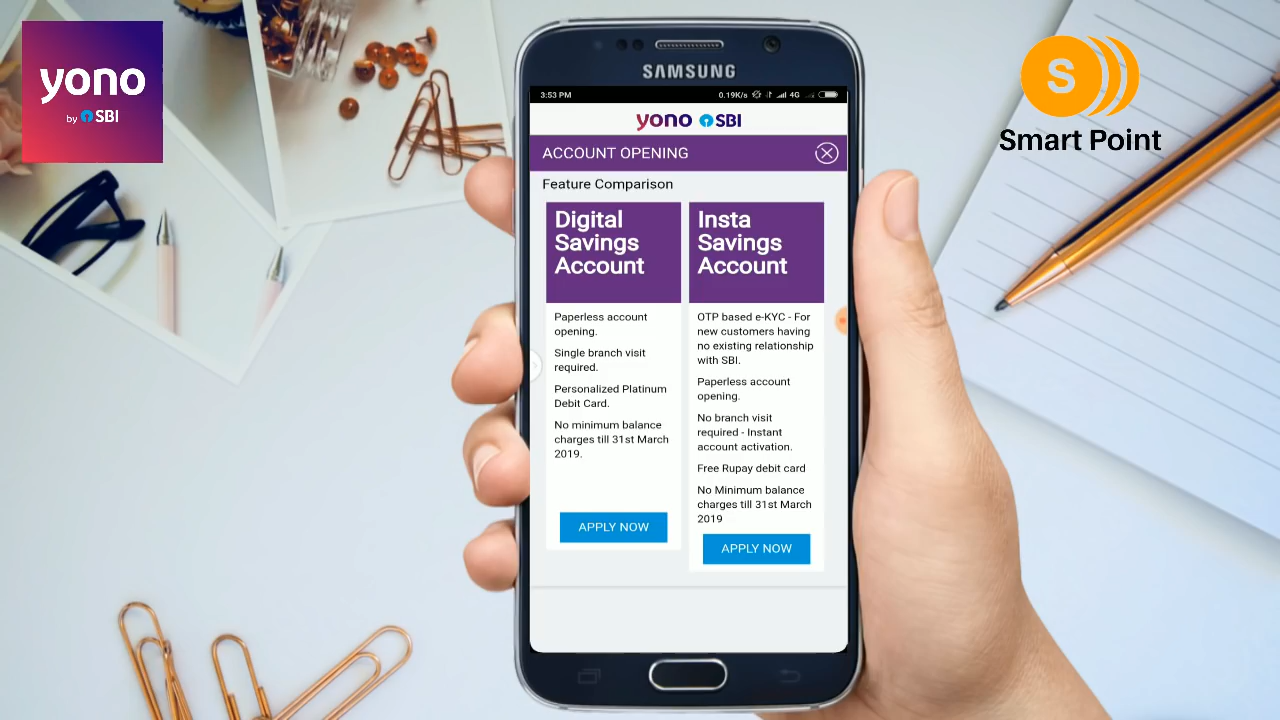 yono
by SBI
S
Smart Point
SAMSUNG
3:53 PM
0.19K/s
4G
yono SBI
ACCOUNT OPENING
Feature Comparison
Digital
Savings
Account
Paperless account
opening.
Single branch visit
required.
Personalized Platinum
Debit Card.
No minimum balance
charges till 31st March
2019.
APPLY NOW
Insta
Savings
Account
OTP based e-KYC - For
new customers having
no existing relationship
with SBI.
Paperless account
opening.
No branch visit
required - Instant
account activation.
Free Rupay debit card
No Minimum balance
charges till 31st March
2019
APPLY NOW